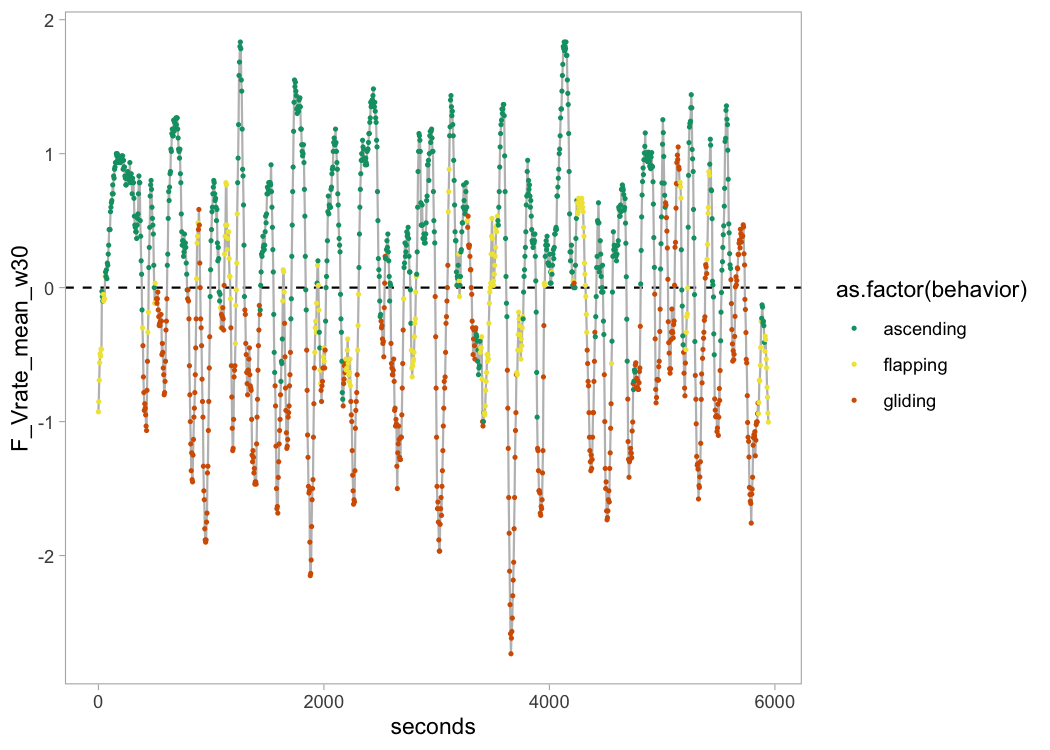 2
1
0
-1
-2
F_Vrate_mean_w30
0
2000
4000
6000
seconds
as.factor(behavior)
ascending
flapping
gliding